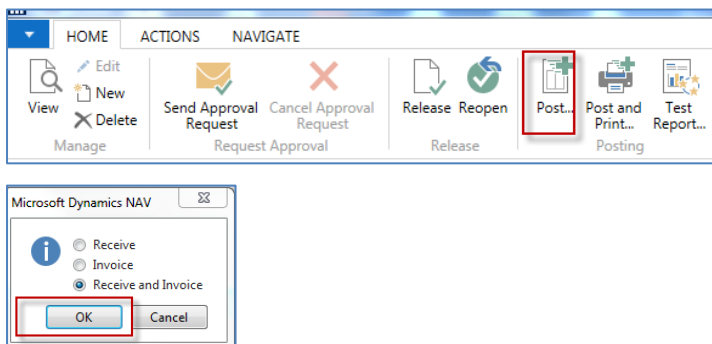 HOME ACTIONS NAVIGATE
View
Edit
New
Delete
Manage
Send Approval
Request
Cancel Approval
Request
Request Approval
Release
Reopen
Release
Post...
Post and
Print...
Test
Report...
Posting
Microsoft Dynamics NAV
Receive
Invoice
Receive and Invoice
OK Cancel